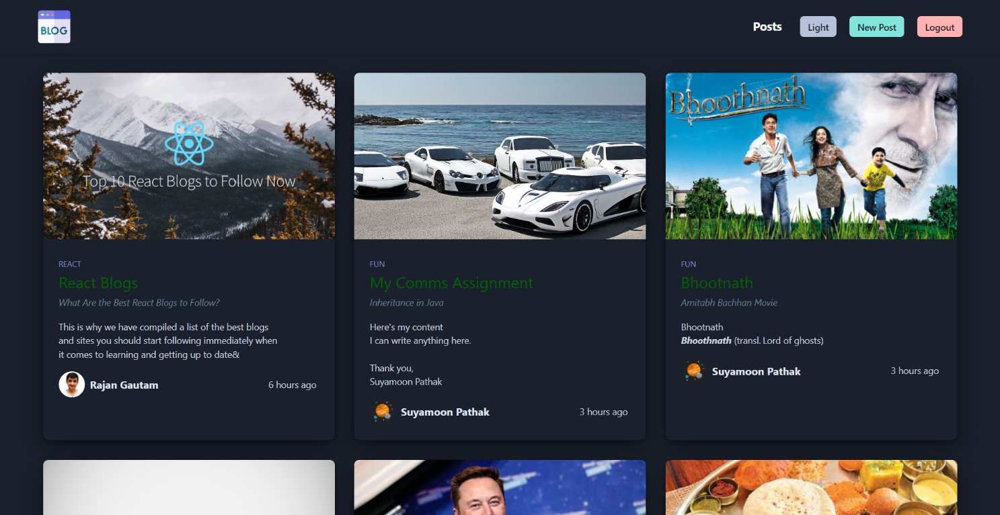 BLOG
Posts
Light
New Post
Logout
Top 10 React Blogs to Follow Now
Bhoothnath
REACT
React Blogs
What Are the Best React Blogs to Follow?
This is why we have compiled a list of the best blogs
and sites you should start following immediately when
it comes to learning and getting up to date&
Rajan Gautam
6 hours ago
FUN
My Comms Assignment
Inheritance in Java
Here's my content
I can write anything here.
Thank you,
Suyamoon Pathak
Suyamoon Pathak
3 hours ago
FUN
Bhootnath
Amitabh Bachhan Movie
Bhootnath
Bhoothnath (transl. Lord of ghosts)
Suyamoon Pathak
3 hours ago